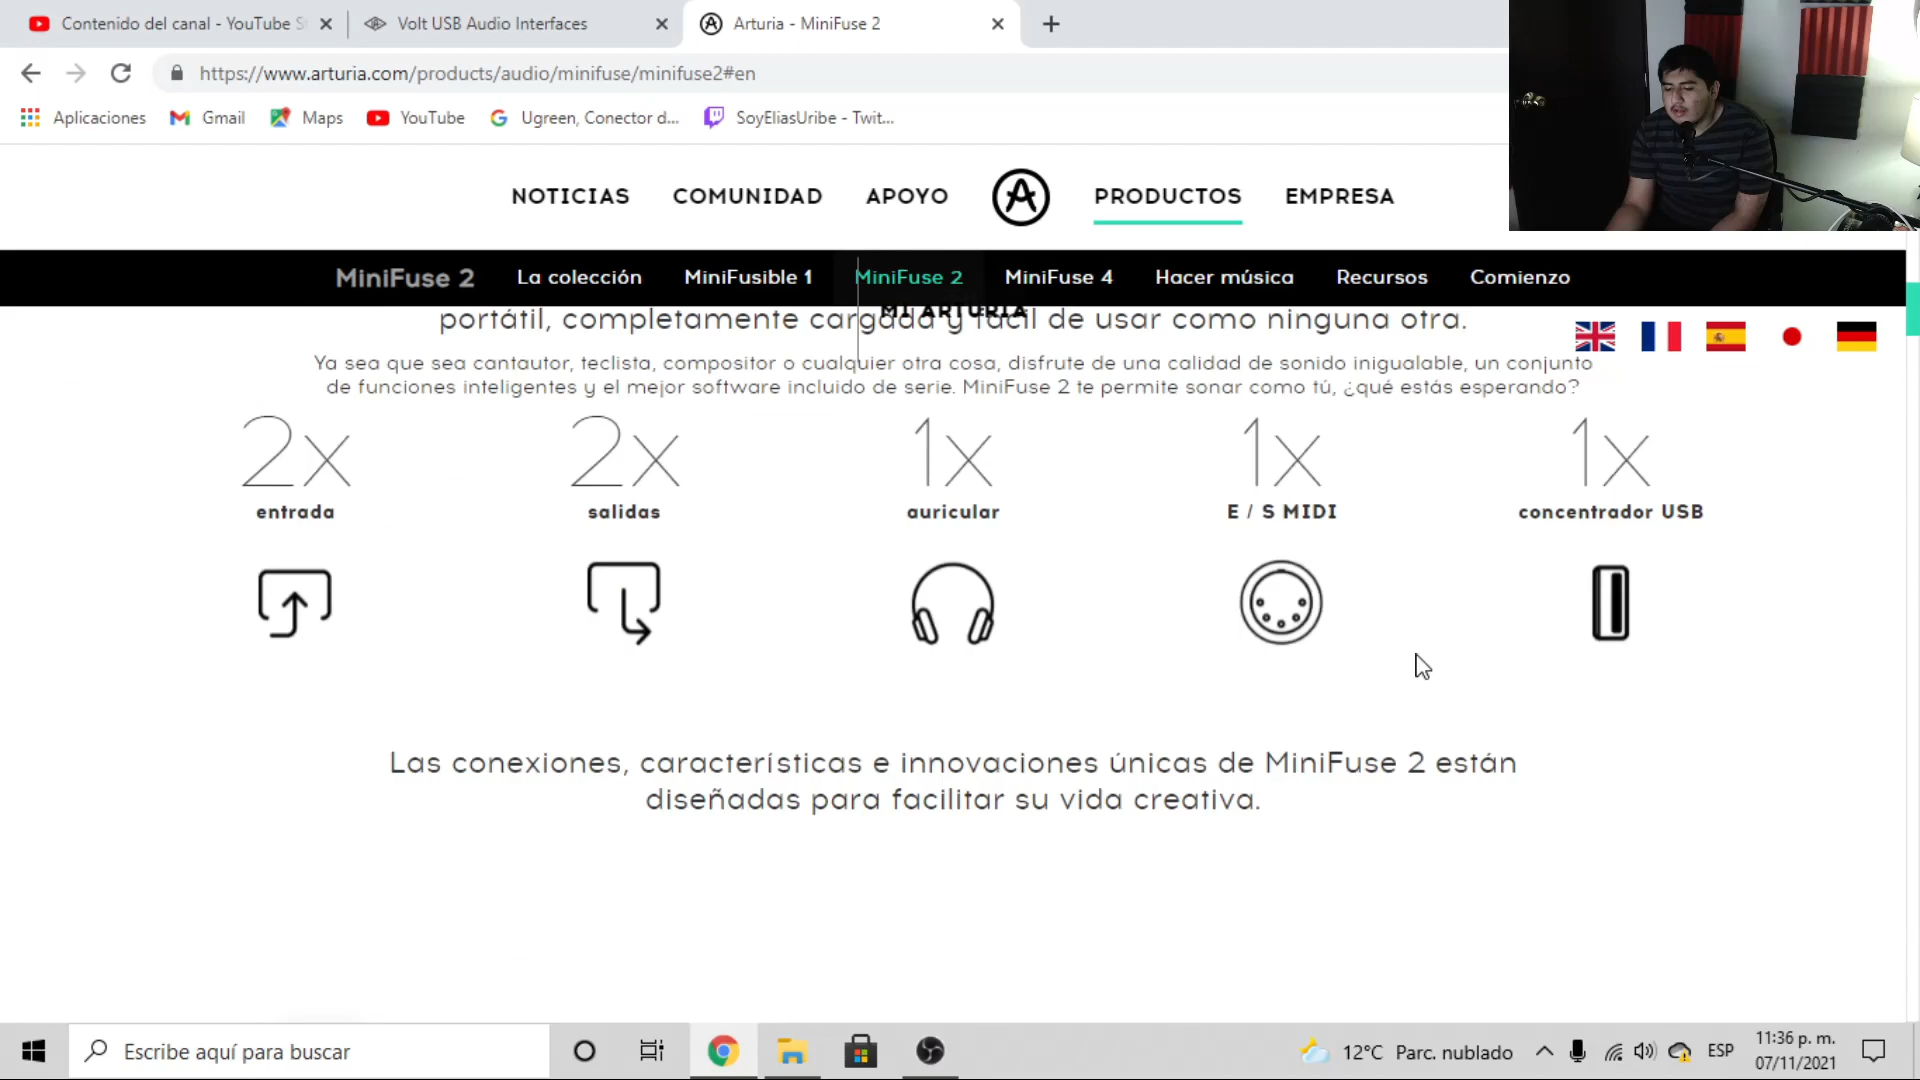 Contenido del canal - YouTube S
Volt USB Audio Interfaces
Arturia - MiniFuse 2
https://www.arturia.com/products/audio/minifuse/minifuse2#en
Aplicaciones
Gmail
Maps
YouTube
Ugreen, Conector d...
SoyEliasUribe - Twit...
NOTICIAS
COMUNIDAD
APOYO
PRODUCTOS
EMPRESA
MiniFuse 2
La colección
MiniFusible 1
MiniFuse 2
MiniFuse 4
Hacer música
Recursos
Comienzo
MI ARTURIA
portátil, completamente cargada y fácil de usar como ninguna otra.
Ya sea que sea cantautor, teclista, compositor o cualquier otra cosa, disfrute de una calidad de sonido inigualable, un conjunto
de funciones inteligentes y el mejor software incluido de serie. MiniFuse 2 te permite sonar como tú, ¿qué estás esperando?
2x
2x
1x
1x
1x
entrada
salidas
auricular
E / S MIDI
concentrador USB
Las conexiones, características e innovaciones únicas de MiniFuse 2 están
diseñadas para facilitar su vida creativa.
Escribe aquí para buscar
12°C Parc. nublado
ESP
11:36 p. m.
07/11/2021